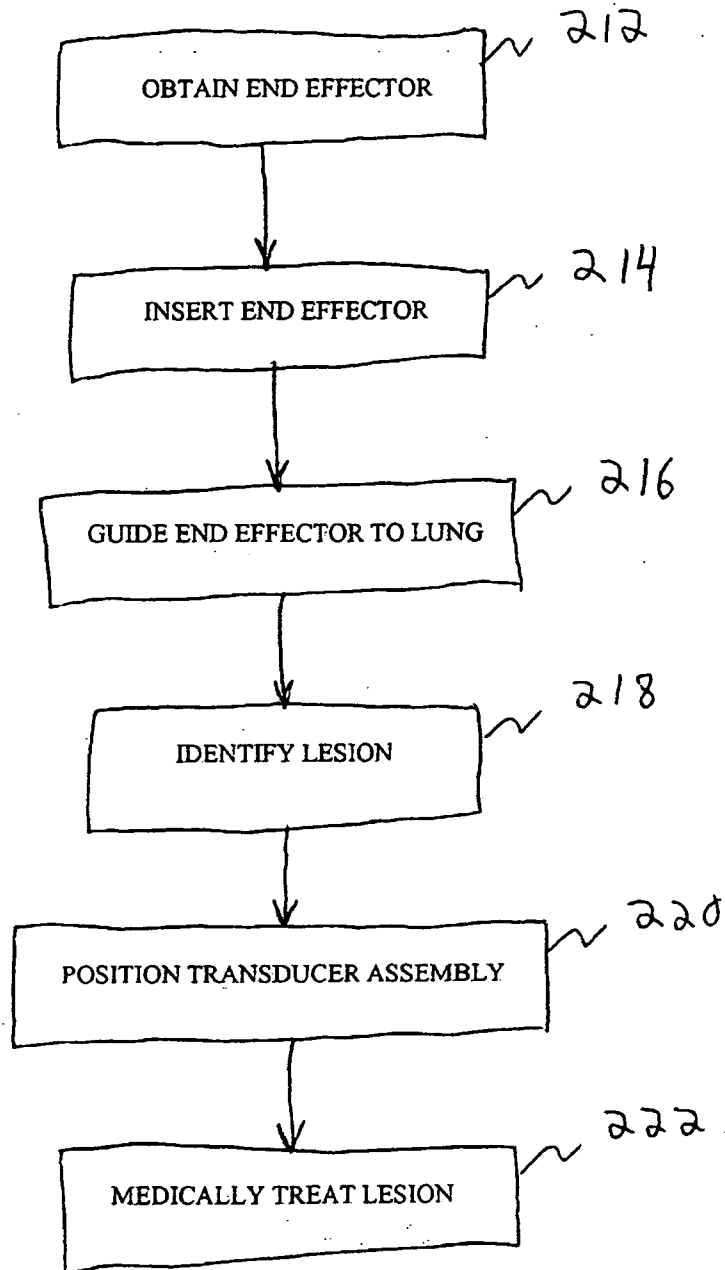 212
OBTAIN END EFFECTOR
214
INSERT END EFFECTOR
216
GUIDE END EFFECTOR TO LUNG
218
IDENTIFY LESION
220
POSITION TRANSDUCER ASSEMBLY
222
MEDICALLY TREAT LESION